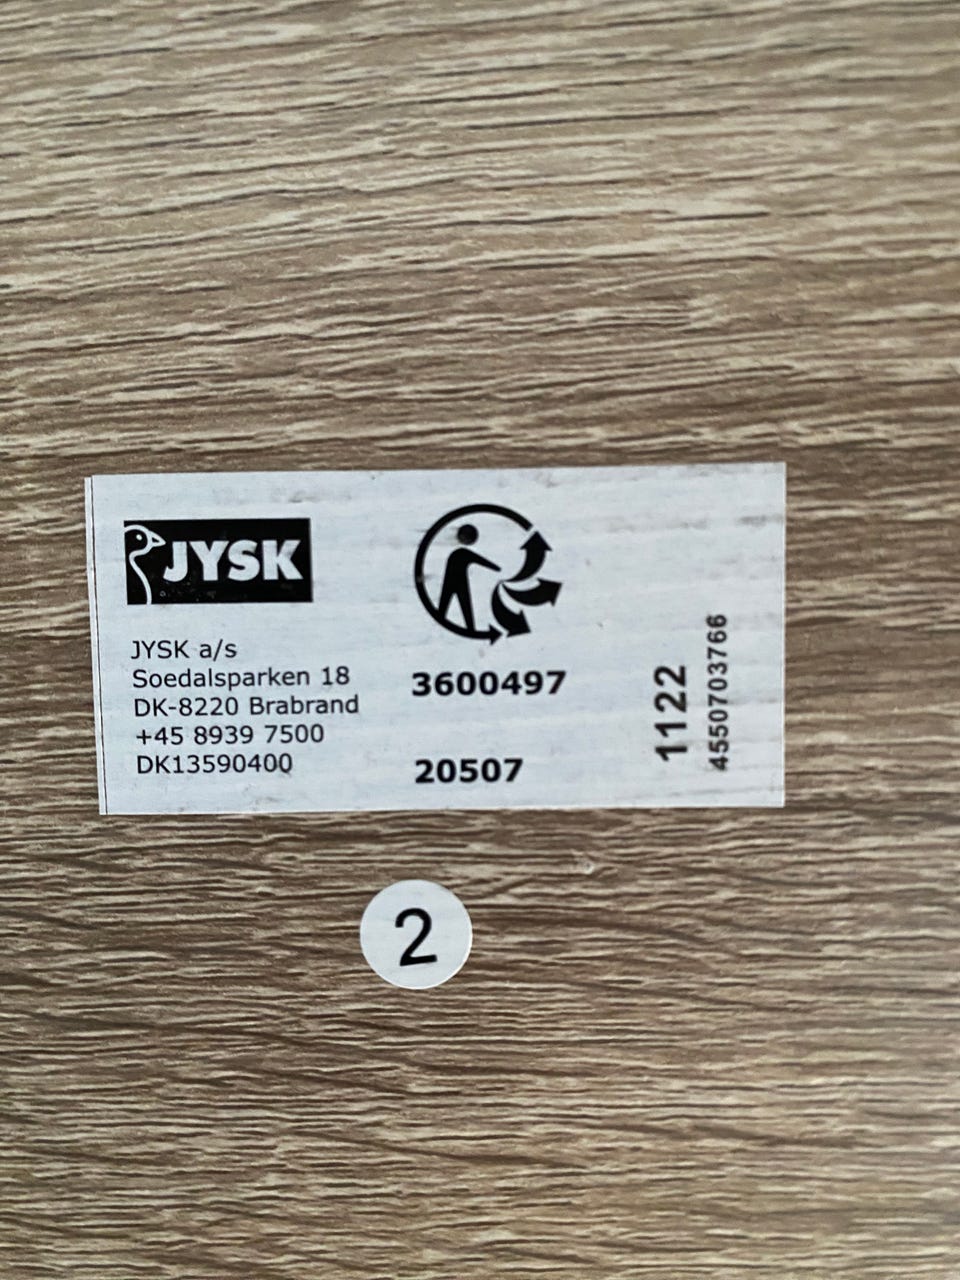 JYSK
JYSK a/s
Soedalsparken 18
DK-8220 Brabrand
+45 8939 7500
DK13590400
3600497
20507
1122
4550703766
2